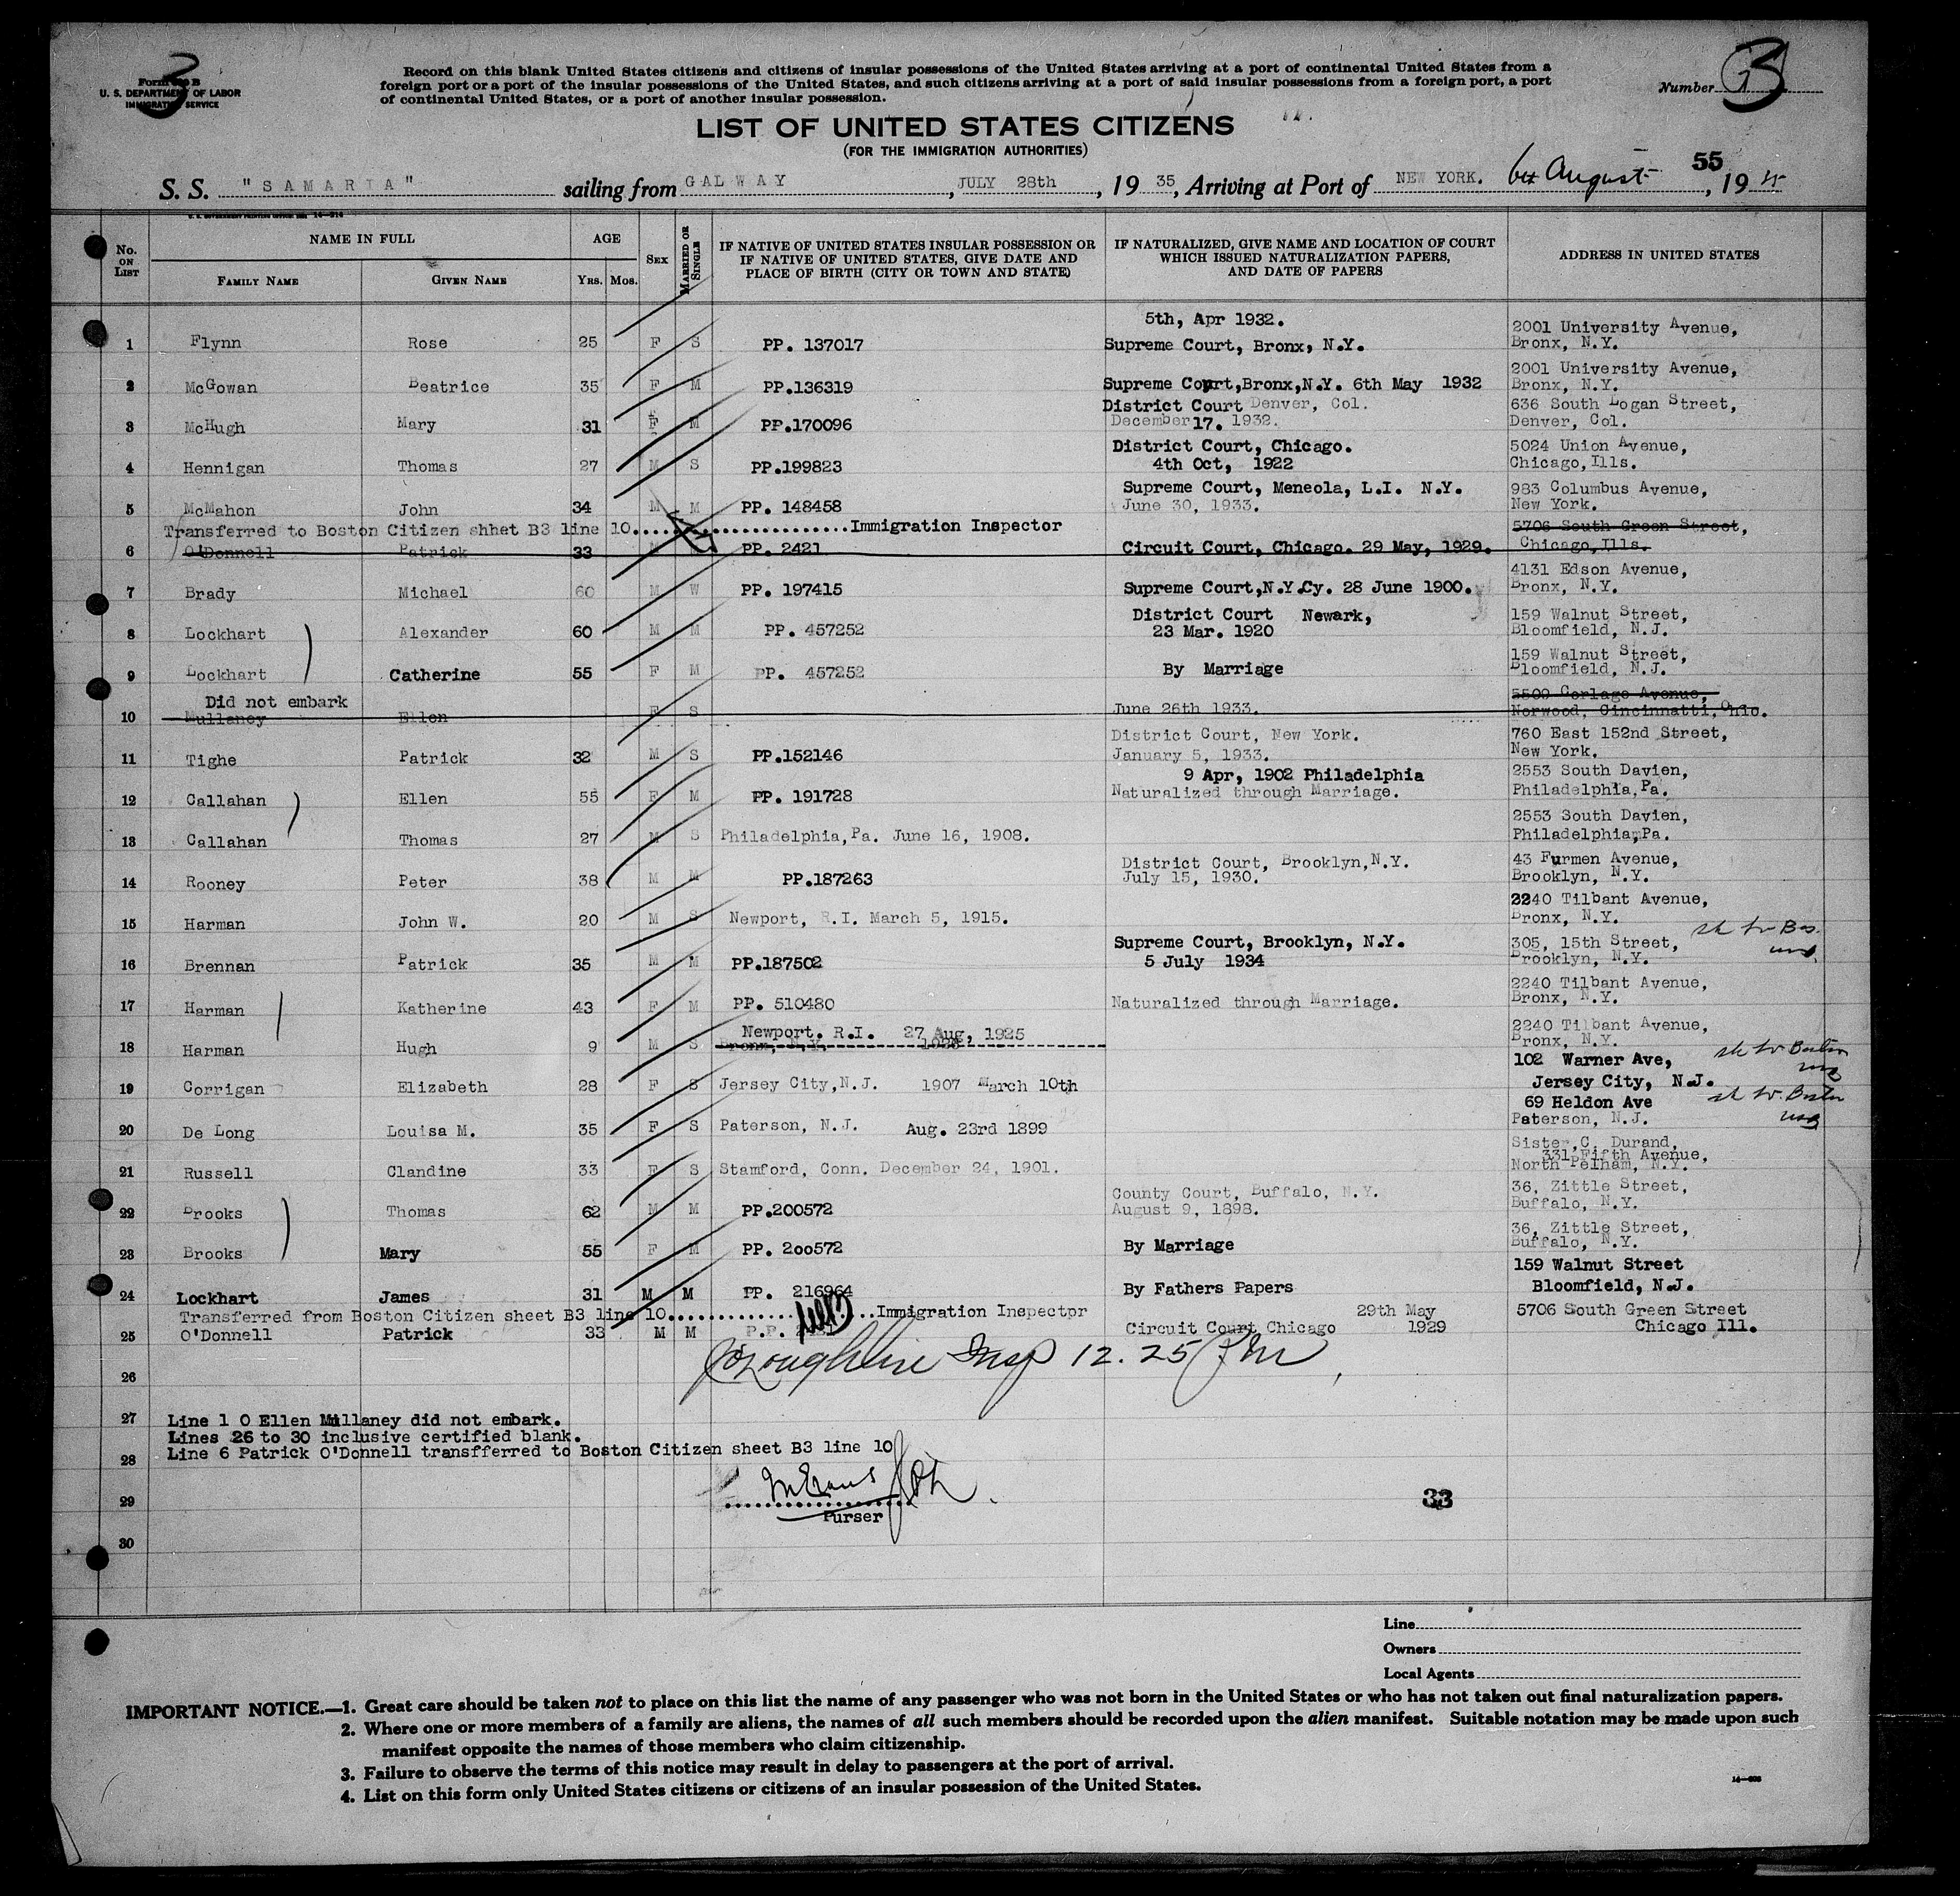 3
Form 630 B
U. S. DEPARTMENT OF LABOR
IMMIGRATION SERVICE
Record on this blank United States citizens and citizens of insular possessions of the United States arriving at a port of continental United States from a
foreign port or a port of the insular possessions of the United States, and such citizens arriving at a port of said insular possessions from a foreign port, a port
of continental United States, or a port of another insular possession.
Number 3
LIST OF UNITED STATES CITIZENS
(FOR THE IMMIGRATION AUTHORITIES)
55
S. S. "SAMARIA" sailing from GALWAY, JULY 28th, 19 35, Arriving at Port of NEW YORK. 6th August, 19
No. ON LIST
NAME IN FULL
FAMILY NAME
GIVEN NAME
AGE
YRS. MOS.
SEX
MARRIED OR SINGLE
IF NATIVE OF UNITED STATES INSULAR POSSESSION OR
IF NATIVE OF UNITED STATES, GIVE DATE AND
PLACE OF BIRTH (CITY OR TOWN AND STATE)
IF NATURALIZED, GIVE NAME AND LOCATION OF COURT
WHICH ISSUED NATURALIZATION PAPERS,
AND DATE OF PAPERS
ADDRESS IN UNITED STATES
5th, Apr 1932. 2001 University Avenue,
1 Flynn Rose 25 F S PP. 137017 Supreme Court, Bronx, N.Y. Bronx, N.Y.
2001 University Avenue,
2 McGowan Beatrice 35 F M PP.136319 Supreme Court,Bronx,N.Y. 6th May 1932 Bronx, N.Y.
District Court Denver, Col. 636 South Logan Street,
3 McHugh Mary 31 F M PP.170096 December 17. 1932. Denver, Col.
District Court, Chicago. 5024 Union Avenue,
4 Hennigan Thomas 27 M S PP.199823 4th Oct, 1922 Chicago,Ills.
Supreme Court, Meneola, L.I. N.Y. 983 Columbus Avenue,
5 McMahon John 34 M M PP. 148458 June 30, 1933. New York.
Transferred to Boston Citizen shhet B3 line 10..................Immigration Inspector 5706 South Green Street,
6 O'Donnell Patrick 33 PP. 2421 Circuit Court, Chicago. 29 May, 1929. Chicago,Ills.
4131 Edson Avenue,
7 Brady Michael 60 M W PP. 197415 Supreme Court,N.Y.Cy. 28 June 1900. Bronx, N.Y.
District Court Newark, 159 Walnut Street,
8 Lockhart Alexander 60 M M PP. 457252 23 Mar. 1920 Bloomfield, N.J.
159 Walnut Street,
9 Lockhart Catherine 55 F M PP. 457252 By Marriage Bloomfield, N.J.
Did not embark 5509 Corlage Avenue,
10 Mullaney Ellen F S June 26th 1933. Norwood, Cincinnatti, Ohio.
District Court, New York. 760 East 152nd Street,
11 Tighe Patrick 32 M S PP.152146 January 5, 1933. New York.
9 Apr, 1902 Philadelphia 2553 South Davien,
12 Callahan Ellen 55 F M PP. 191728 Naturalized through Marriage. Philadelphia,Pa.
2553 South Davien,
13 Callahan Thomas 27 M S Philadelphia,Pa. June 16, 1908. Philadelphia,Pa.
District Court, Brooklyn,N.Y. 43 Furmen Avenue,
14 Rooney Peter 38 M M PP.187263 July 15, 1930. Brooklyn, N.Y.
2240 Tilbant Avenue,
15 Harman John W. 20 M S Newport, R.I. March 5, 1915. Bronx, N.Y.
Supreme Court, Brooklyn, N.Y. 305, 15th Street,
16 Brennan Patrick 35 M M PP.187502 5 July 1934 Brooklyn, N.Y.
2240 Tilbant Avenue,
17 Harman Katherine 43 F M PP. 510480 Naturalized through Marriage. Bronx, N.Y.
Newport. R.I. 27 Aug, 1925 2240 Tilbant Avenue,
18 Harman Hugh 9 M S Bronx, N.Y. Bronx, N.Y.
102 Warner Ave,
19 Corrigan Elizabeth 28 F S Jersey City,N.J. 1907 March 10th Jersey City, N.J.
69 Heldon Ave
20 De Long Louisa M. 35 F S Paterson, N.J. Aug. 23rd 1899 Paterson, N.J.
Sister,C. Durand,
331 Fifth Avenue,
21 Russell Clandine 33 F S Stamford, Conn. December 24, 1901. North Pelham, N.Y.
County Court, Buffalo, N.Y. 36, Zittle Street,
22 Brooks Thomas 62 M M PP.200572 August 9, 1898. Buffalo, N.Y.
36, Zittle Street,
23 Brooks Mary 55 F M PP. 200572 By Marriage Buffalo, N.Y.
159 Walnut Street
24 Lockhart James 31 M M PP. 216964 By Fathers Papers Bloomfield, N.J.
Transferred from Boston Citizen sheet B3 line 10..................Immigration Inspector 29th May 5706 South Green Street
25 O'Donnell Patrick 33 M M P.P. Circuit Court Chicago 1929 Chicago Ill.
Insp 12.25 PM
26
27 Line 1 0 Ellen Mullaney did not embark.
Lines 26 to 30 inclusive certified blank.
Line 6 Patrick O'Donnell transfferred to Boston Citizen sheet B3 line 10
28
29
Purser
33
30
Line
Owners
Local Agents
IMPORTANT NOTICE.—1. Great care should be taken not to place on this list the name of any passenger who was not born in the United States or who has not taken out final naturalization papers.
2. Where one or more members of a family are aliens, the names of all such members should be recorded upon the alien manifest. Suitable notation may be made upon such
manifest opposite the names of those members who claim citizenship.
3. Failure to observe the terms of this notice may result in delay to passengers at the port of arrival.
4. List on this form only United States citizens or citizens of an insular possession of the United States.